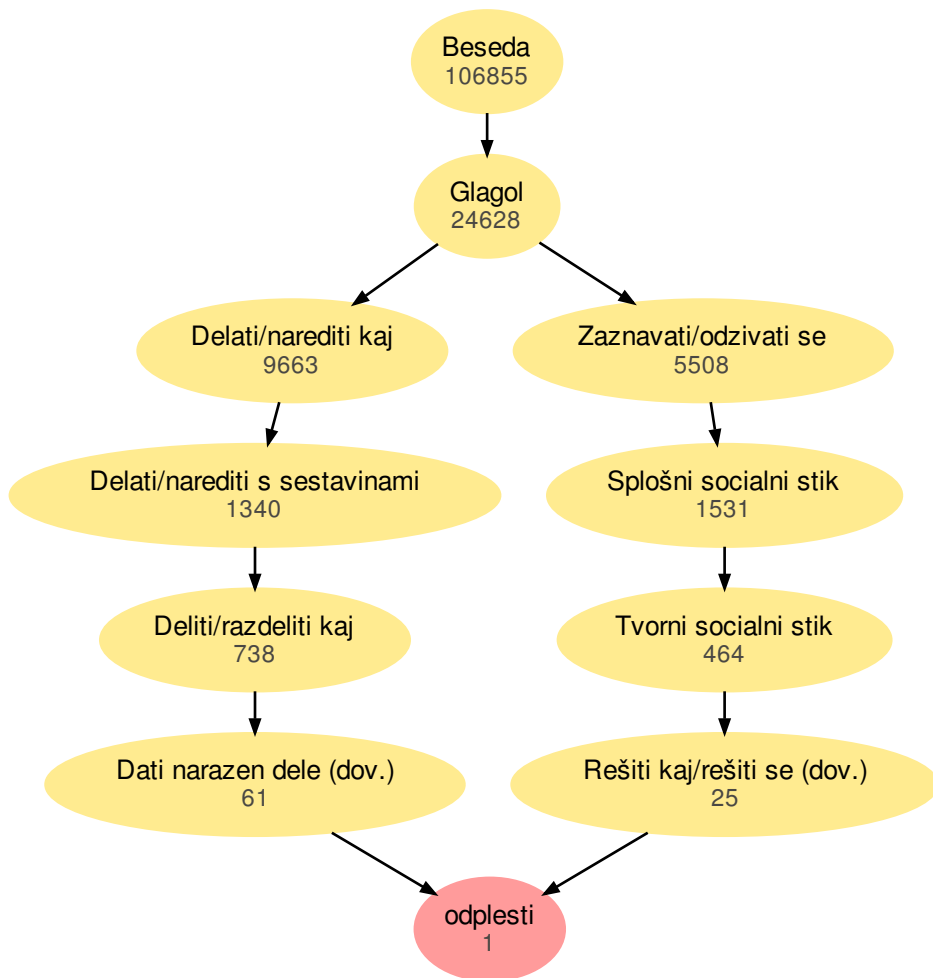 Beseda
106855
Glagol
24628
Delati/narediti kaj
9663
Zaznavati/odzivati se
5508
Delati/narediti s sestavinami
1340
Splošni socialni stik
1531
Deliti/razdeliti kaj
738
Tvorni socialni stik
464
Dati narazen dele (dov.)
61
Rešiti kaj/rešiti se (dov.)
25
odplesti
1